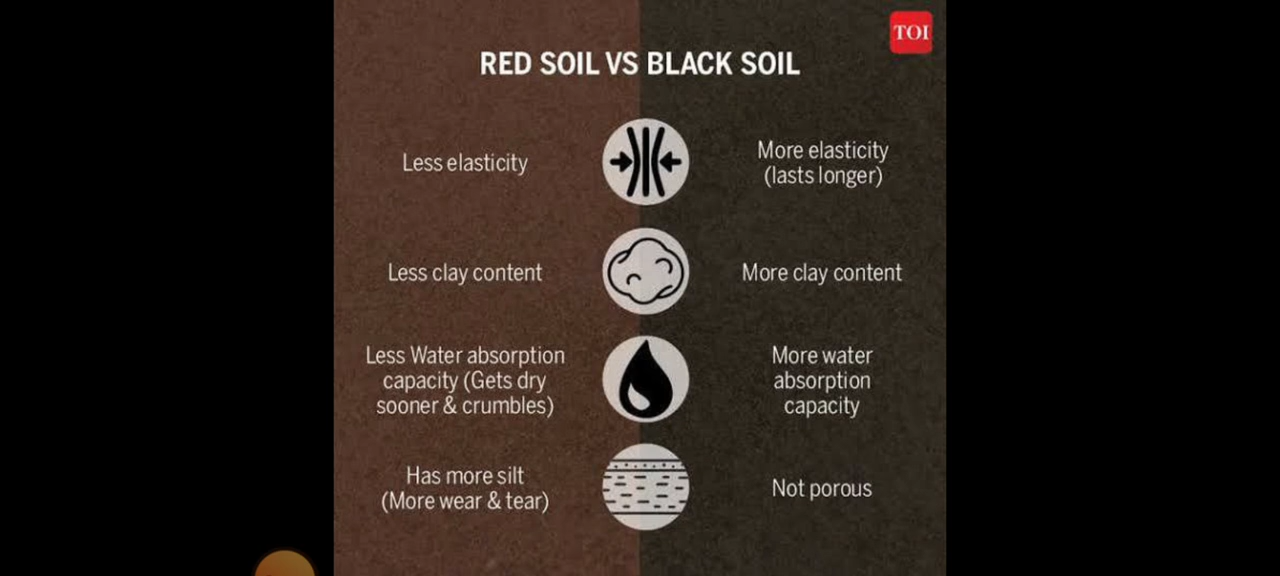 TOI
RED SOIL VS BLACK SOIL
Less elasticity
More elasticity
(lasts longer)
Less clay content
More clay content
Less Water absorption
capacity (Gets dry
sooner & crumbles)
More water
absorption
capacity
Has more silt
(More wear & tear)
Not porous